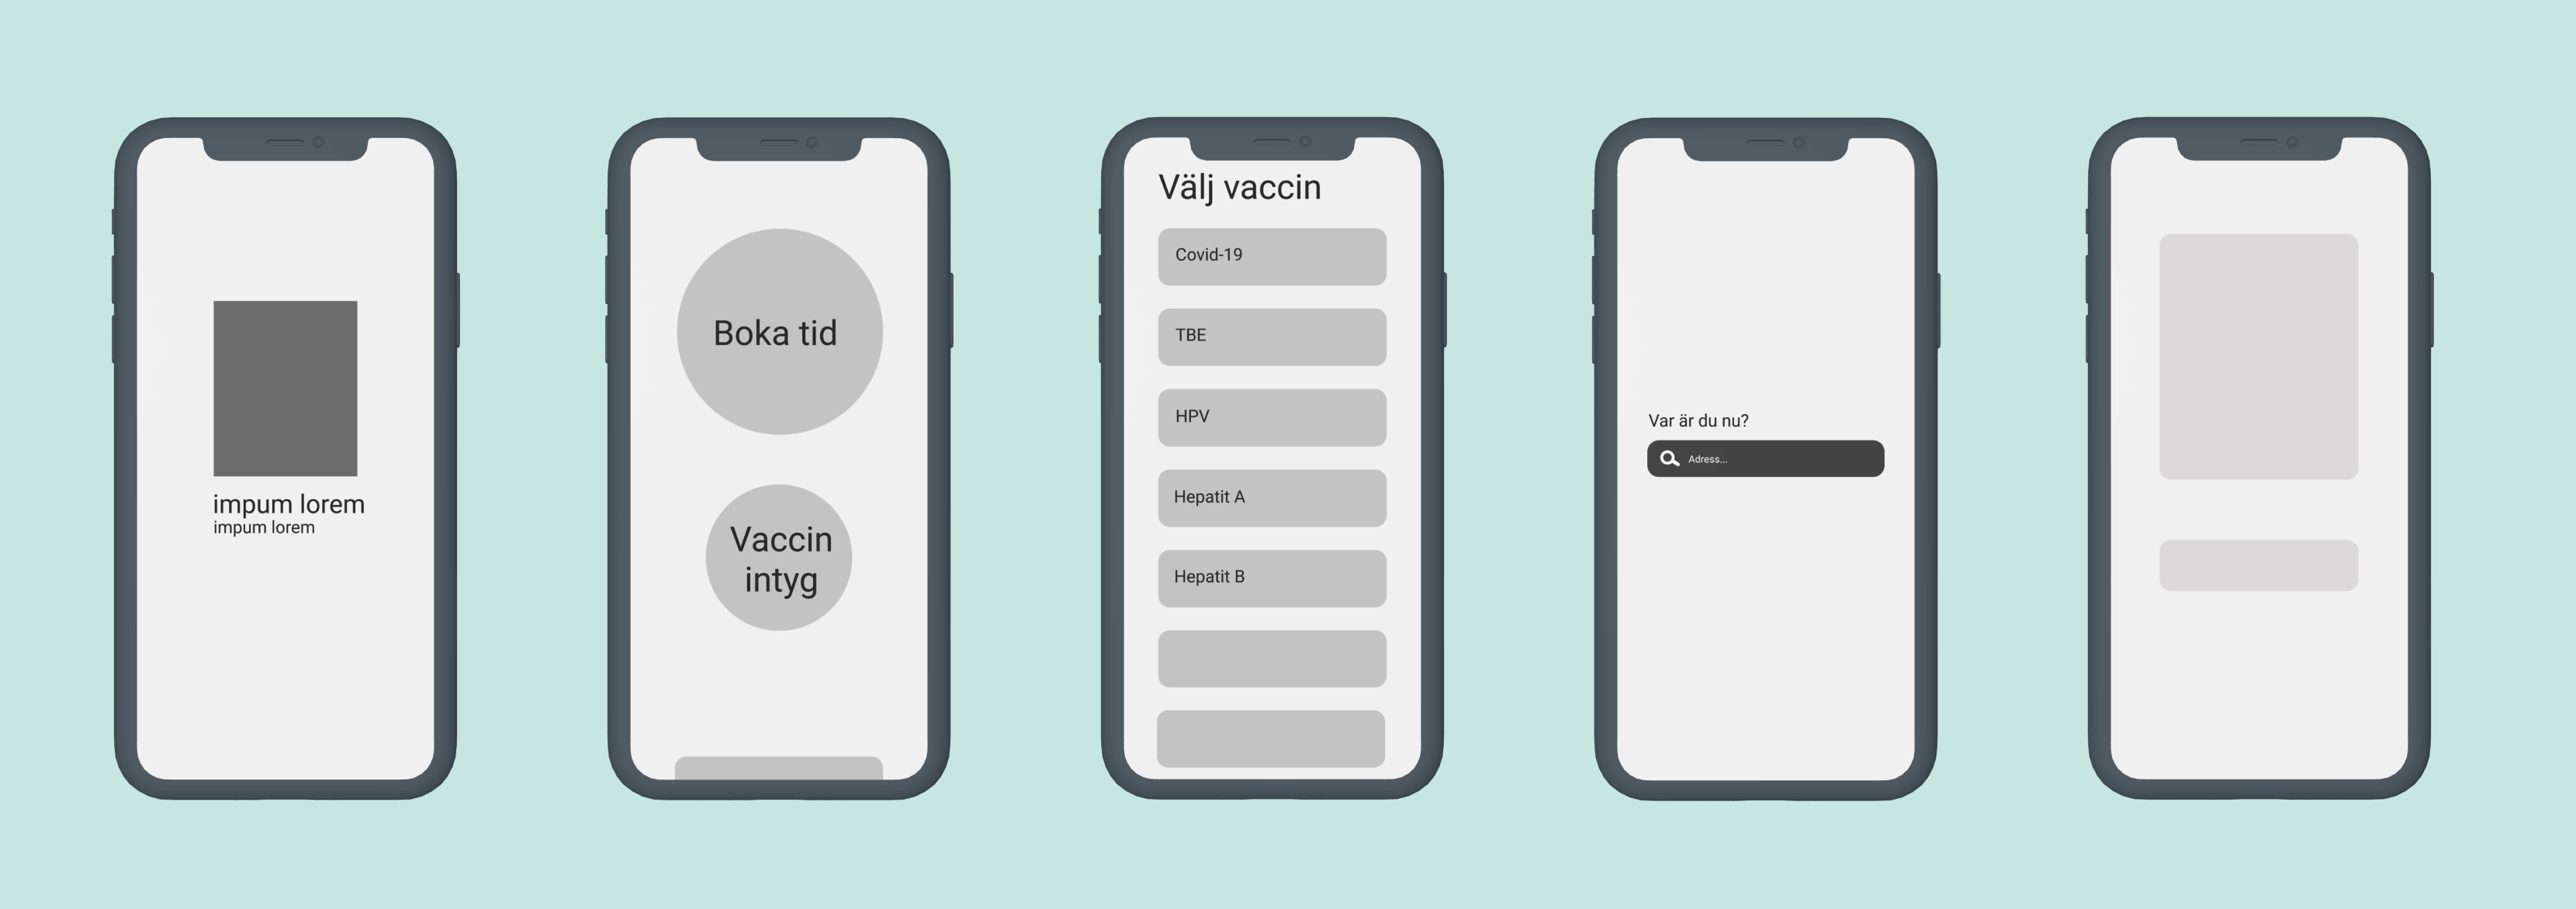 impum lorem
impum lorem
Boka tid
Vaccin
intyg
Välj vaccin
Covid-19
TBE
HPV
Hepatit A
Hepatit B
Var är du nu?
Adress...